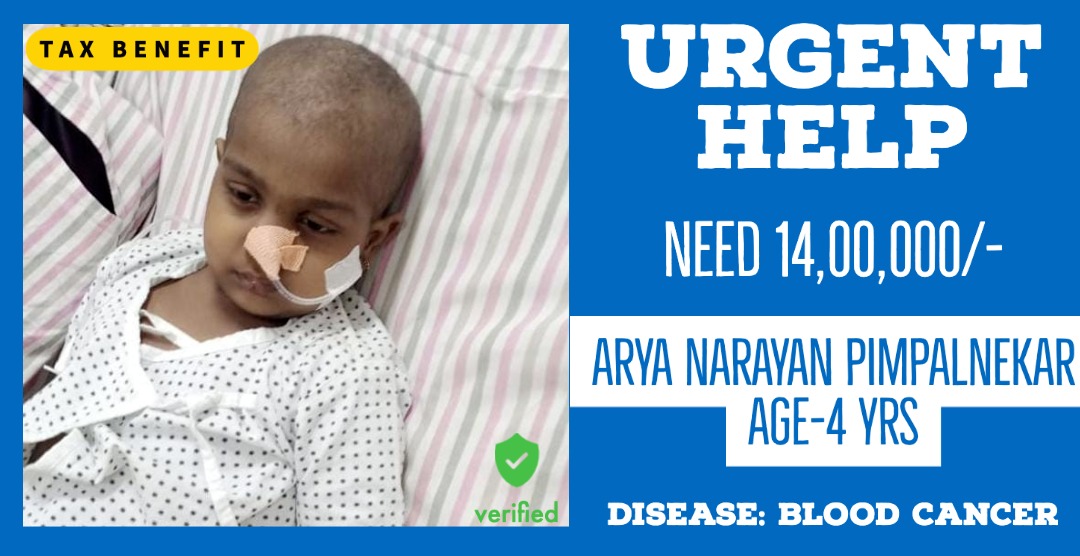 TAX BENEFIT
verified
URGENT
HELP
NEED 14,00,000/-
ARYA NARAYAN PIMPALNEKAR
AGE-4 YRS
DISEASE: BLOOD CANCER